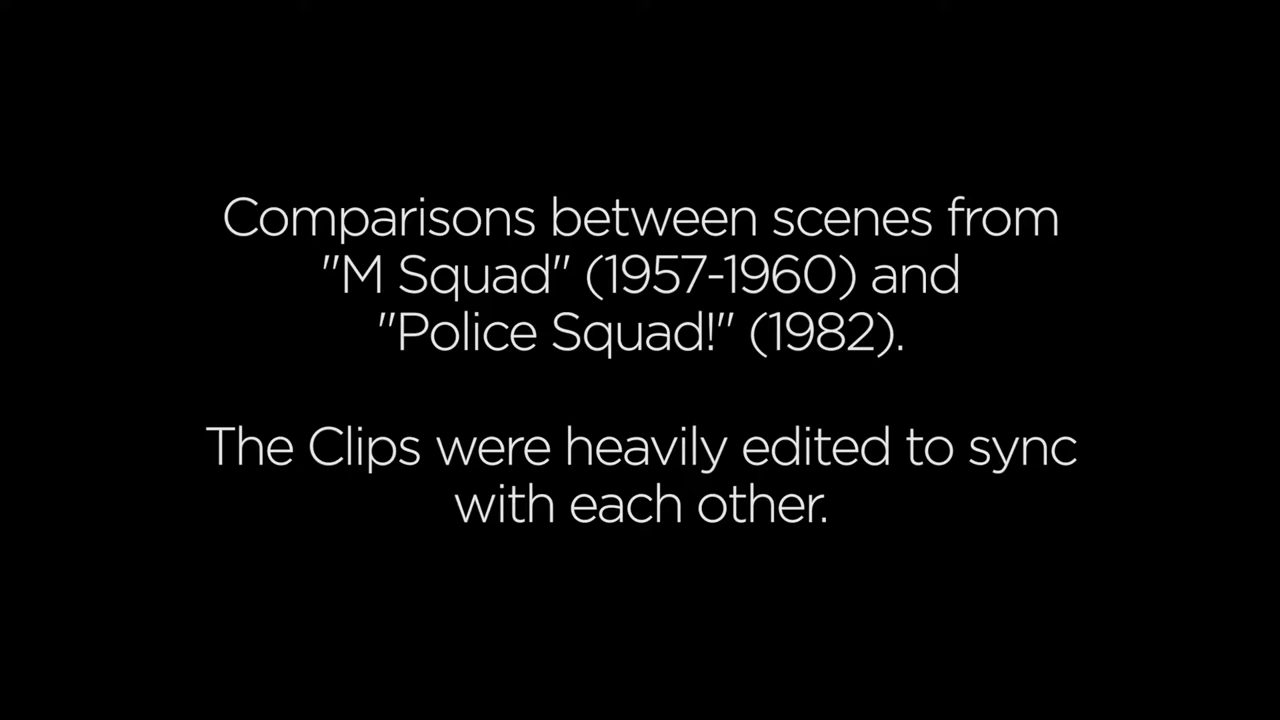 Comparisons between scenes from
"M Squad" (1957-1960) and
"Police Squad!" (1982).
The Clips were heavily edited to sync
with each other.